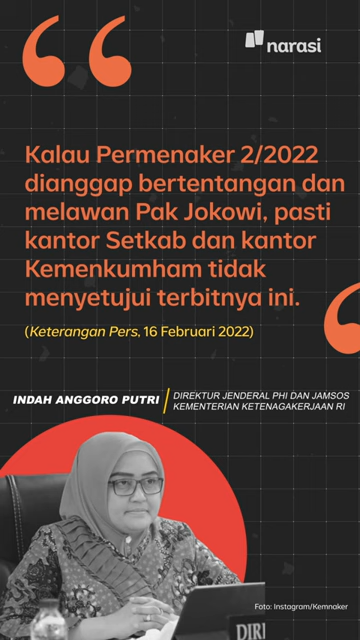 narasi
Kalau Permenaker 2/2022
dianggap bertentangan dan
melawan Pak Jokowi, pasti
kantor Setkab dan kantor
Kemenkumham tidak
menyetujui terbitnya ini.
(Keterangan Pers, 16 Februari 2022)
INDAH ANGGORO PUTRI
DIREKTUR JENDERAL PHI DAN JAMSOS
KEMENTERIAN KETENAGAKERJAAN RI
Foto: Instagram/Kemnaker
DIRI